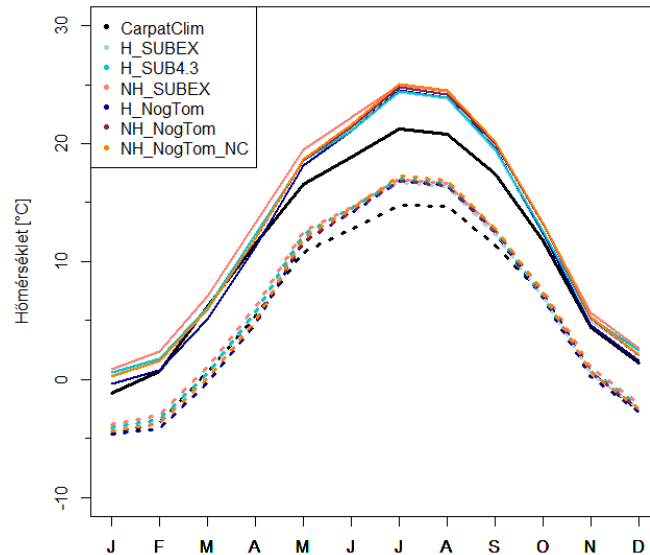 30
20
10
0
-10
Hőmérséklet [°C]
CarpatClim
H_SUBEX
H_SUB4.3
NH_SUBEX
H_NogTom
NH_NogTom
NH_NogTom_NC
J F M A M J J A S O N D